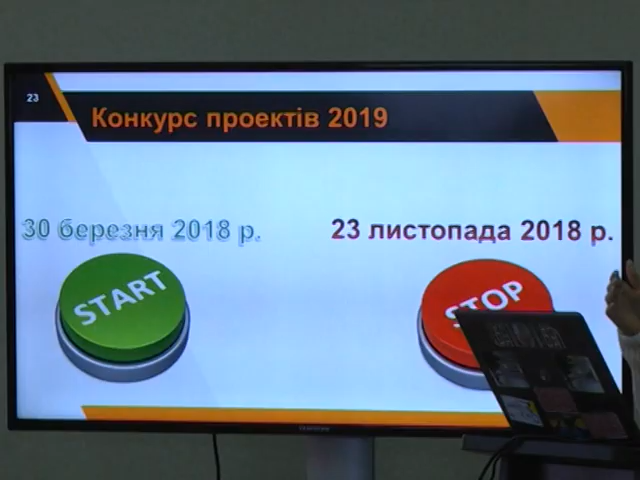 23
Конкурс проектів 2019
30 березня 2018 р.
23 листопада 2018 р.
START
STOP